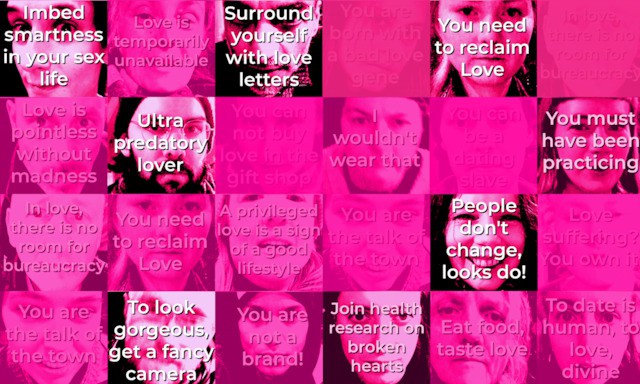 Imbed
smartness
in your sex
life
Love is
temporarily
unavailable
Surround
yourself
with love
letters
You are
born with
a bad love
gene
You need
to reclaim
Love
In love,
there is no
room for
bureaucracy
Love is
pointless
without
madness
Ultra
predatory
lover
You can
not buy
love in the
gift shop
I
wouldn't
wear that
You can
be a
dating
slave
You must
have been
practicing
In love,
there is no
room for
bureaucracy
You need
to reclaim
Love
A privileged
love is a sign
of a good
lifestyle
You are
the talk of
the town
People
don't
change,
looks do!
Love
suffering?
You own it
You are
the talk of
the town
To look
gorgeous,
get a fancy
camera
You are
not a
brand!
Join health
research on
broken
hearts
Eat food,
taste love
To date is
human, to
love,
divine